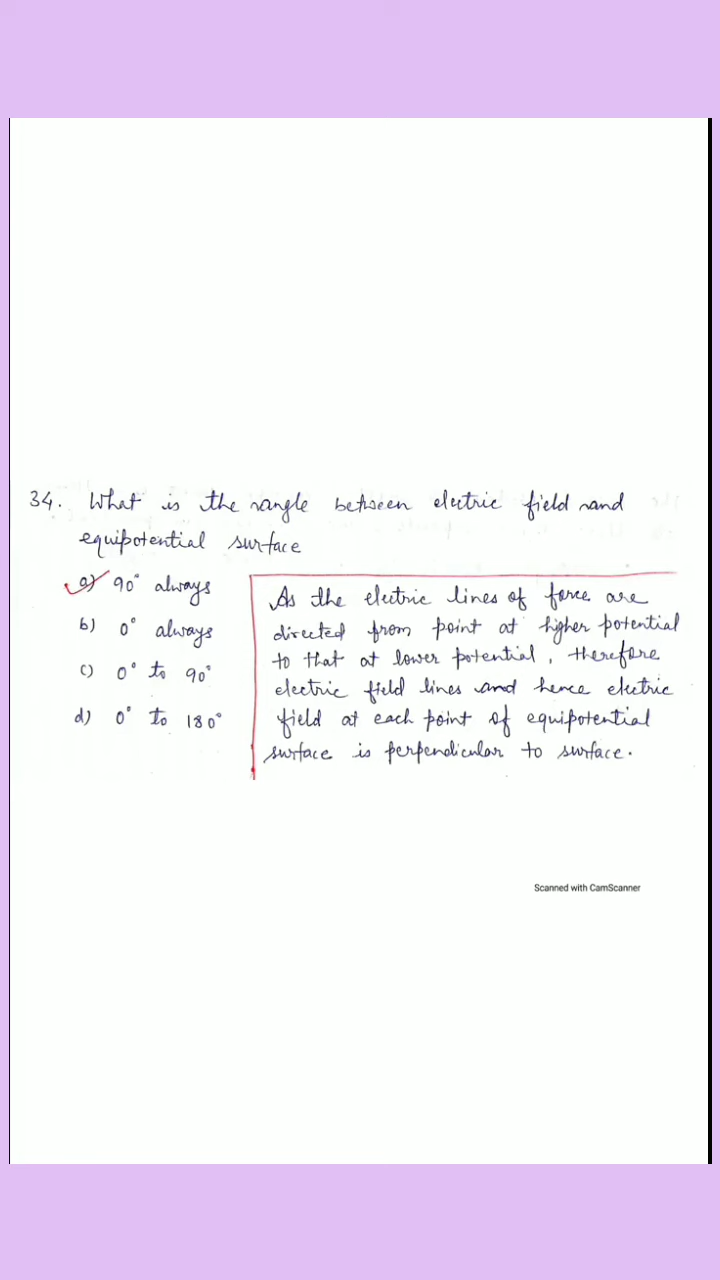 34. What is the angle between electric field and
equipotential surface
a) 90° always
b) 0° always
c) 0° to 90°
d) 0° to 180°
As the electric lines of force are
directed from point at higher potential
to that at lower potential, therefore
electric field lines and hence electric
field at each point of equipotential
surface is perpendicular to surface.
Scanned with CamScanner